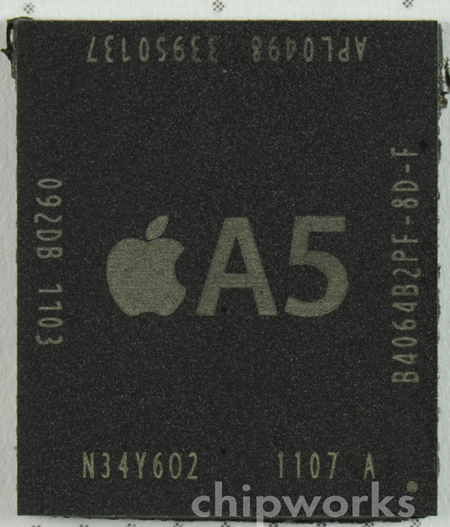 APL0498 33950137
092DB 1103
A5
B4064B2PF-8D-F
N34Y602 1107 A
chipworks